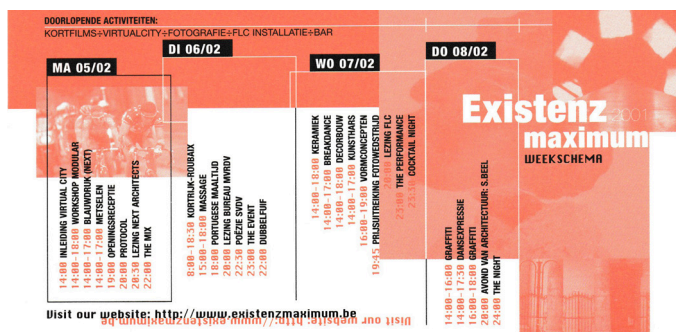 DOORLOPENDE ACTIVITEITEN:
KORTFILMS÷VIRTUALCITY÷FOTOGRAFIE÷FLC INSTALLATIE÷BAR
MA 05/02
14:00 INLEIDING VIRTUAL CITY
14:00-18:00 WORKSHOP MODULAR
14:00-17:00 BLAUWDRUK (NEXT)
14:00-17:00 METSELEN
19:00 OPENINGSRECEPTIE
20:00 PROTOCOL
20:30 LEZING NEXT ARCHITECTS
22:00 THE MIX
DI 06/02
8:00-18:30 KORTRIJK-ROUBAIX
15:00-18:00 MASSAGE
18:00 PORTUGESE MAALTIJD
20:00 LEZING BUREAU MVRDV
22:30 POËZIE SVDV
23:00 THE EVENT
22:00 DUBBELFUIF
WO 07/02
14:00-18:00 KERAMIEK
14:00-17:00 BREAKDANCE
14:00-18:00 DECORBOUW
14:00-17:00 KUNSTHARS
16:00-19:00 VORMCONCEPTEN
19:45 PRIJSUITREIKING FOTOWEDSTRIJD
20:00 LEZING FLC
23:00 THE PERFORMANCE
23:30 COCKTAIL NIGHT
DO 08/02
14:00-16:00 GRAFFITI
14:00-17:30 DANSEXPRESSIE
16:00-18:00 GRAFFITI
20:00 AVOND VAN ARCHITECTUUR: S.BEEL
24:00 THE NIGHT
Existenz 2001
maximum
WEEKSCHEMA
Visit our website: http://www.existenzmaximum.be
Visit our website: http://www.existenzmaximum.be